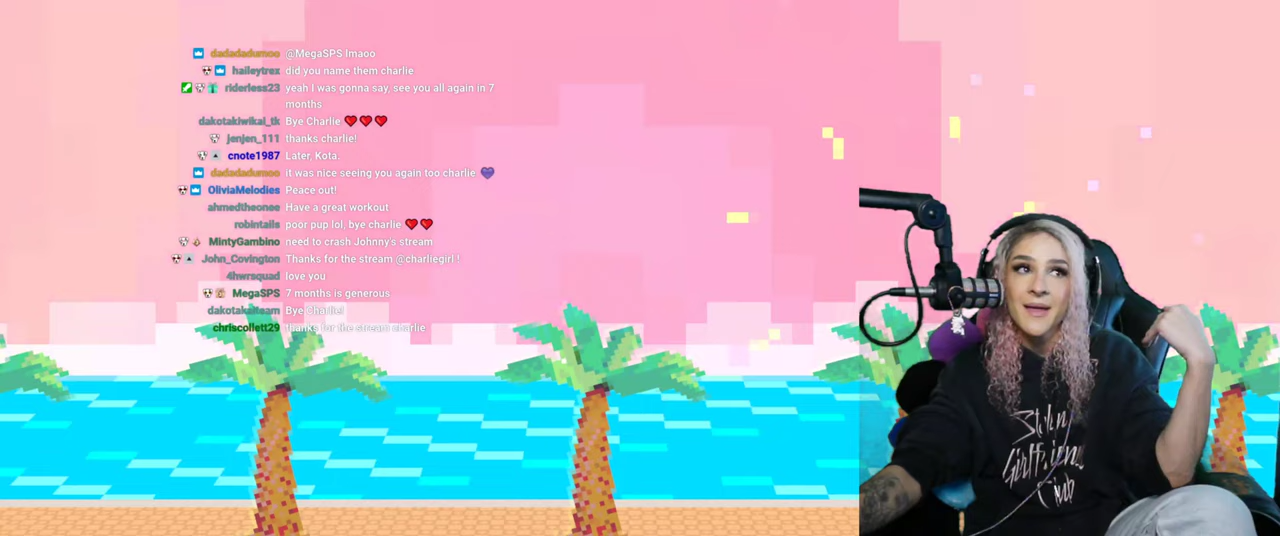 dadadadumoo @MegaSPS lmaoo
haileytrex did you name them charlie
riderless23 yeah I was gonna say, see you all again in 7
months
dakotakiwikai_tk Bye Charlie
jenjen_111 thanks charlie!
cnote1987 Later, Kota.
dadadadumoo it was nice seeing you again too charlie
OliviaMelodies Peace out!
ahmedtheonee Have a great workout
robintails poor pup lol, bye charlie
MintyGambino need to crash Johnny's stream
John_Covington Thanks for the stream @charliegirl !
4hwrsquad love you
MegaSPS 7 months is generous
Bye Charlie!
chriscollett29 thanks for the stream charlie
Stolen
Girlfriend
Club